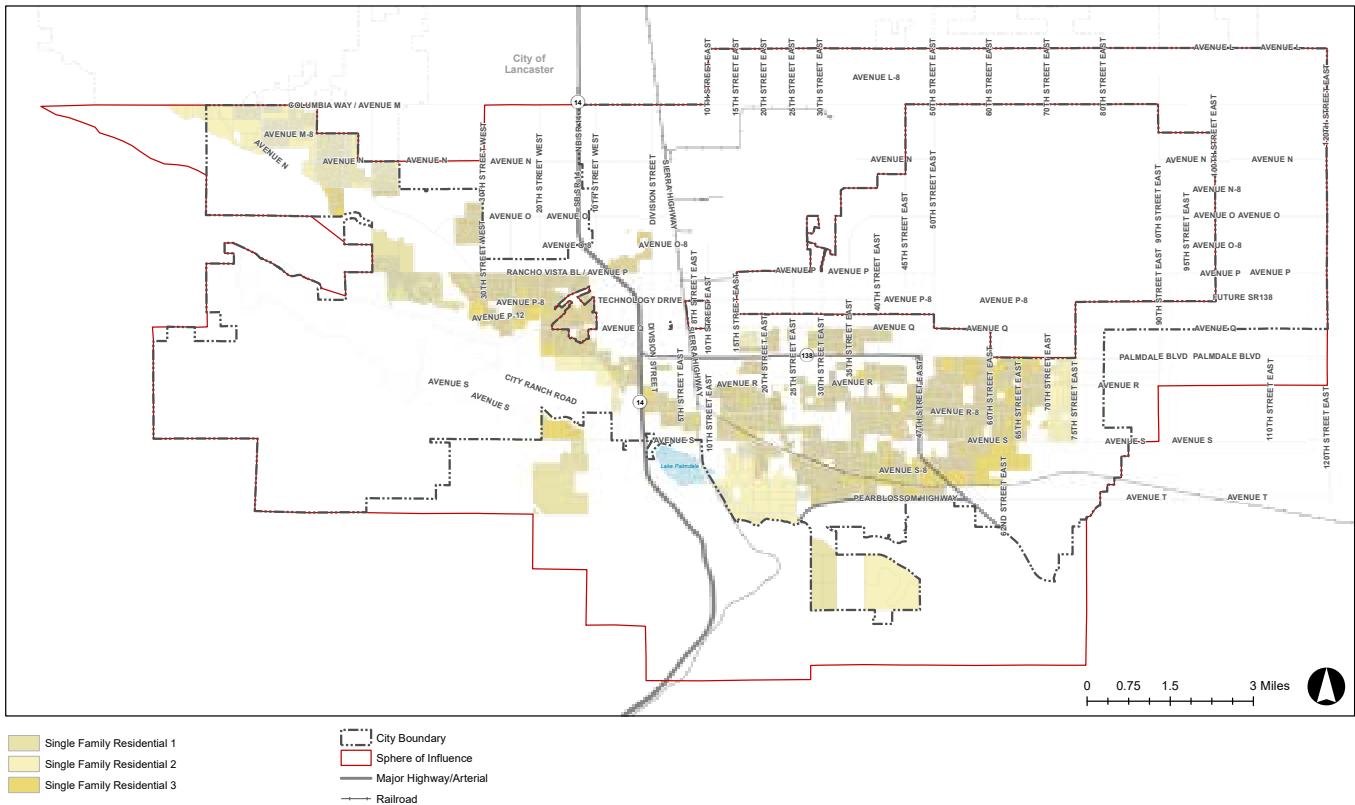 City of
Lancaster
AVENUE L
AVENUE L
10TH STREET EAST
15TH STREET EAST
20TH STREET EAST
25TH STREET EAST
30TH STREET EAST
50TH STREET EAST
60TH STREET EAST
70TH STREET EAST
80TH STREET EAST
AVENUE L-8
120TH STREET EAST
COLUMBIA WAY / AVENUE M
14
AVENUE M-8
AVENUE N
AVENUE N
AVENUE N
AVENUE N
AVENUE N
AVENUE N
AVENUE N
30TH STREET WEST
20TH STREET WEST
SB SR-14
NB SR-14
10TH STREET WEST
DIVISION STREET
SIERRA HIGHWAY
45TH STREET EAST
50TH STREET EAST
90TH STREET EAST
95TH STREET EAST
100TH STREET EAST
AVENUE N-8
AVENUE O
AVENUE O
AVENUE O
AVENUE O
AVENUE O-8
AVENUE O-8
AVENUE O-8
30TH STREET WEST
RANCHO VISTA BL / AVENUE P
AVENUE P
AVENUE P
AVENUE P
AVENUE P
40TH STREET EAST
8TH STREET EAST
10TH STREET EAST
15TH STREET EAST
90TH STREET EAST
AVENUE P-8
TECHNOLOGY DRIVE
AVENUE P-8
AVENUE P-8
FUTURE SR138
AVENUE P-12
AVENUE Q
AVENUE Q
AVENUE Q
AVENUE Q
DIVISION STREET
SIERRA HIGHWAY
20TH STREET EAST
25TH STREET EAST
30TH STREET EAST
35TH STREET EAST
138
PALMDALE BLVD
PALMDALE BLVD
5TH STREET EAST
10TH STREET EAST
47TH STREET EAST
60TH STREET EAST
65TH STREET EAST
70TH STREET EAST
75TH STREET EAST
110TH STREET EAST
120TH STREET EAST
AVENUE S
CITY RANCH ROAD
AVENUE R
AVENUE R
AVENUE R
AVENUE S
14
AVENUE R-8
AVENUE S
AVENUE S
AVENUE S
AVENUE S
Lake Palmdale
AVENUE S-8
PEARBLOSSOM HIGHWAY
62ND STREET EAST
AVENUE T
AVENUE T
0 0.75 1.5 3 Miles
Single Family Residential 1
Single Family Residential 2
Single Family Residential 3
City Boundary
Sphere of Influence
Major Highway/Arterial
Railroad